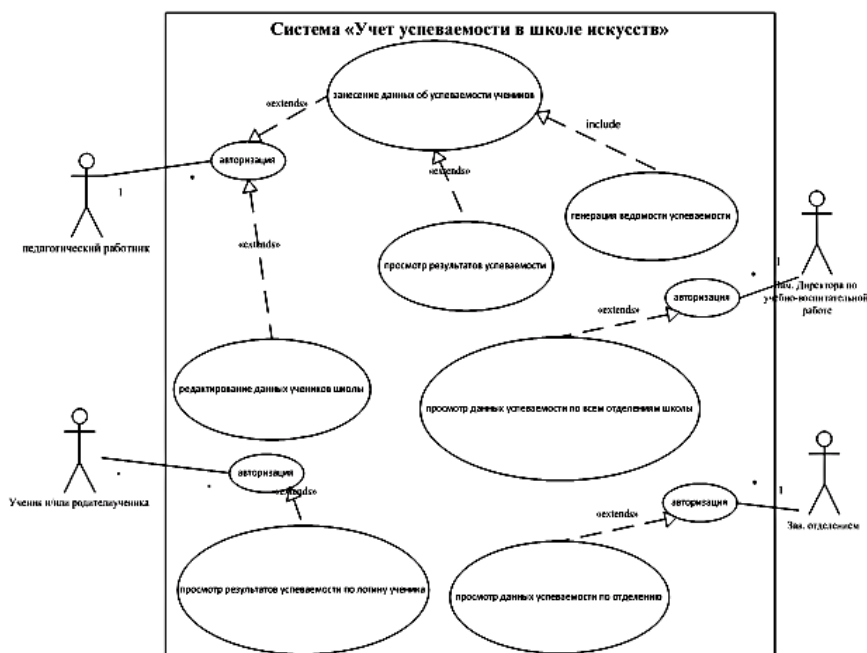 Система «Учет успеваемости в школе искусств»
занесение данных об успеваемости учеников
«extends»
include
авторизация
1
*
«extends»
педагогический работник
генерация ведомости успеваемости
«extends»
просмотр результатов успеваемости
1
*
авторизация
Зам. Директора по
учебно-воспитательной
работе
«extends»
редактирование данных учеников школы
просмотр данных успеваемости по всем отделениям школы
авторизация
*
*
Ученик и/или родителиученика
«extends»
*
1
авторизация
«extends»
Зав. отделением
просмотр результатов успеваемости по логину ученика
просмотр данных успеваемости по отделению